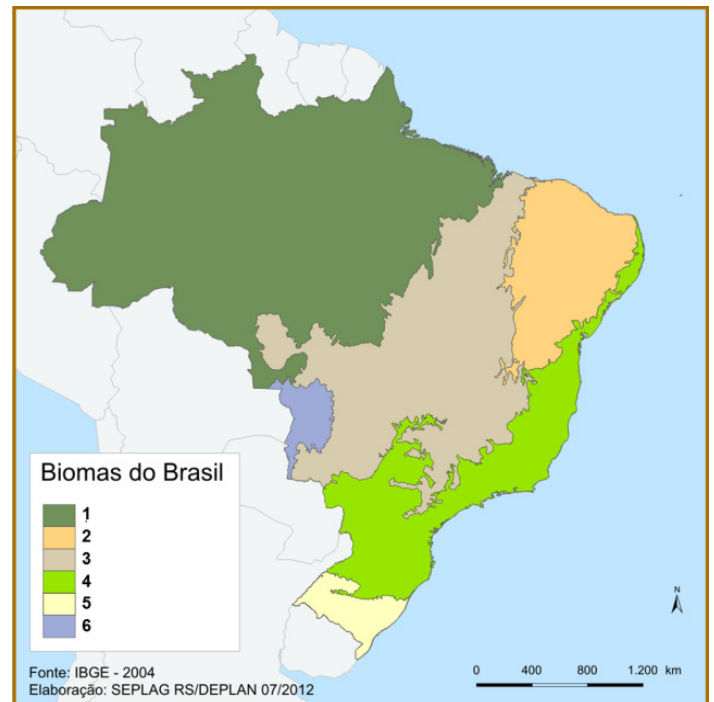 Biomas do Brasil
1
2
3
4
5
6
N
0 400 800 1.200 km
Fonte: IBGE - 2004
Elaboração: SEPLAG RS/DEPLAN 07/2012